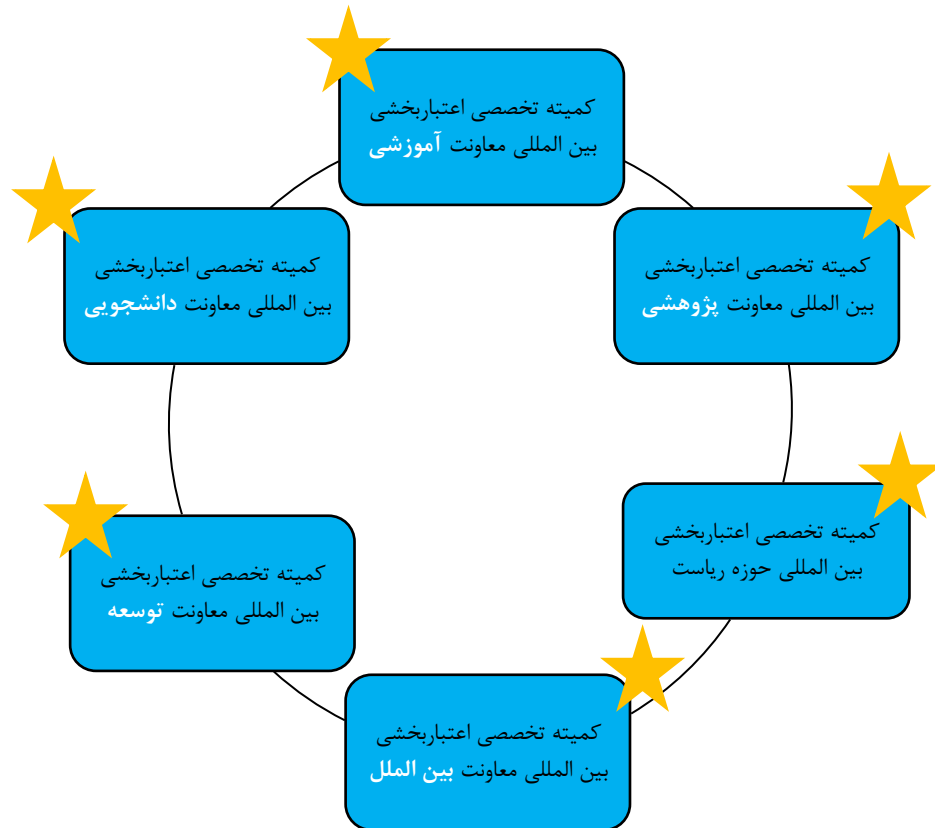 کمیته تخصصی اعتباربخشی
بین المللی معاونت آموزشی
کمیته تخصصی اعتباربخشی
بین المللی معاونت پژوهشی
کمیته تخصصی اعتباربخشی
بین المللی معاونت دانشجویی
کمیته تخصصی اعتباربخشی
بین المللی حوزه ریاست
کمیته تخصصی اعتباربخشی
بین المللی معاونت توسعه
کمیته تخصصی اعتباربخشی
بین المللی معاونت بین الملل